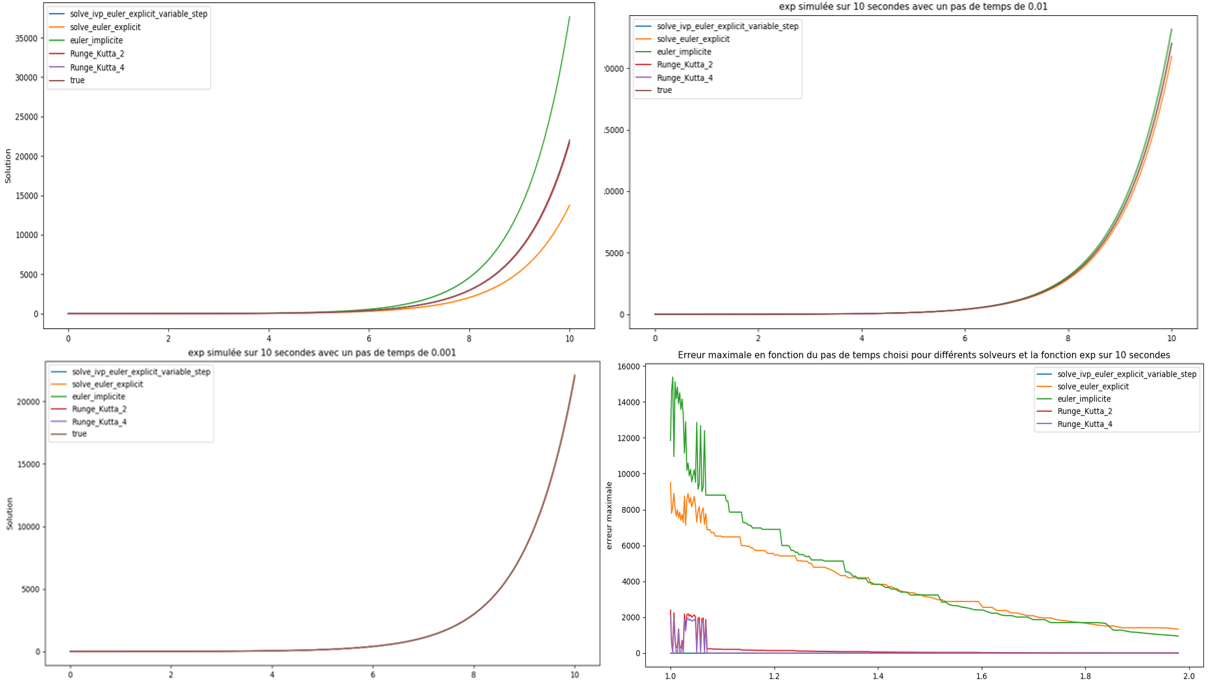 solve_ivp_euler_explicit_variable_step
solve_euler_explicit
euler_implicite
Runge_Kutta_2
Runge_Kutta_4
true
35000
30000
25000
20000
15000
10000
5000
0
Solution
0 2 4 6 8 10
exp simulée sur 10 secondes avec un pas de temps de 0.01
solve_ivp_euler_explicit_variable_step
solve_euler_explicit
euler_implicite
Runge_Kutta_2
Runge_Kutta_4
true
5000
0
0 2 4 6 8 10
exp simulée sur 10 secondes avec un pas de temps de 0.001
solve_ivp_euler_explicit_variable_step
solve_euler_explicit
euler_implicite
Runge_Kutta_2
Runge_Kutta_4
true
20000
15000
10000
5000
0
Solution
0 2 4 6 8 10
Erreur maximale en fonction du pas de temps choisi pour différents solveurs et la fonction exp sur 10 secondes
solve_ivp_euler_explicit_variable_step
solve_euler_explicit
euler_implicite
Runge_Kutta_2
Runge_Kutta_4
16000
14000
12000
10000
8000
6000
4000
2000
0
erreur maximale
1.0 1.2 1.4 1.6 1.8 2.0